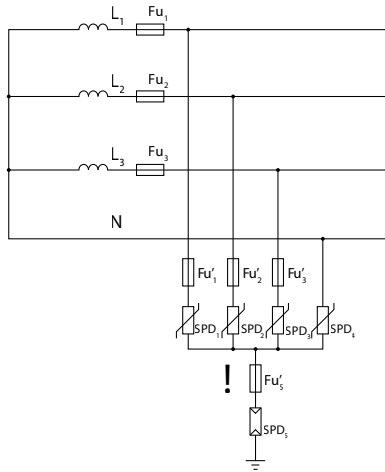 L₁ Fu₁
L₂ Fu₂
L₃ Fu₃
N
Fu'₁ Fu'₂ Fu'₃
SPD₁ SPD₂ SPD₃ SPD₄
! Fu'₅
SPD₅